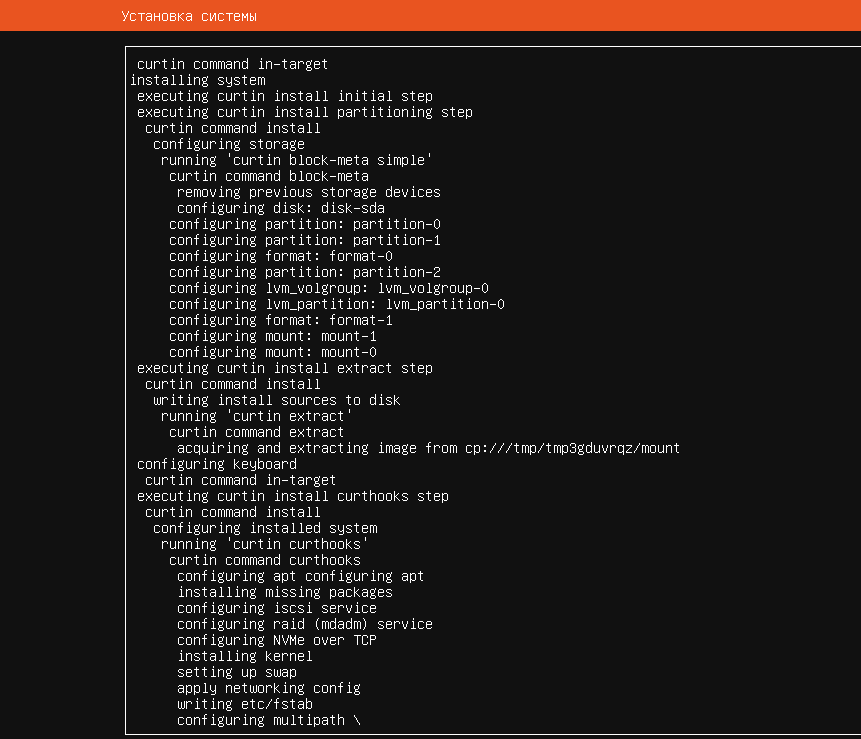 Установка системы
curtin command in-target
installing system
executing curtin install initial step
executing curtin install partitioning step
curtin command install
configuring storage
running 'curtin block-meta simple'
curtin command block-meta
removing previous storage devices
configuring disk: disk-sda
configuring partition: partition-0
configuring partition: partition-1
configuring format: format-0
configuring partition: partition-2
configuring lvm_volgroup: lvm_volgroup-0
configuring lvm_partition: lvm_partition-0
configuring format: format-1
configuring mount: mount-1
configuring mount: mount-0
executing curtin install extract step
curtin command install
writing install sources to disk
running 'curtin extract'
curtin command extract
acquiring and extracting image from cp:///tmp/tmp3gduvrqz/mount
configuring keyboard
curtin command in-target
executing curtin install curthooks step
curtin command install
configuring installed system
running 'curtin curthooks'
curtin command curthooks
configuring apt configuring apt
installing missing packages
configuring iscsi service
configuring raid (mdadm) service
configuring NVMe over TCP
installing kernel
setting up swap
apply networking config
writing etc/fstab
configuring multipath \